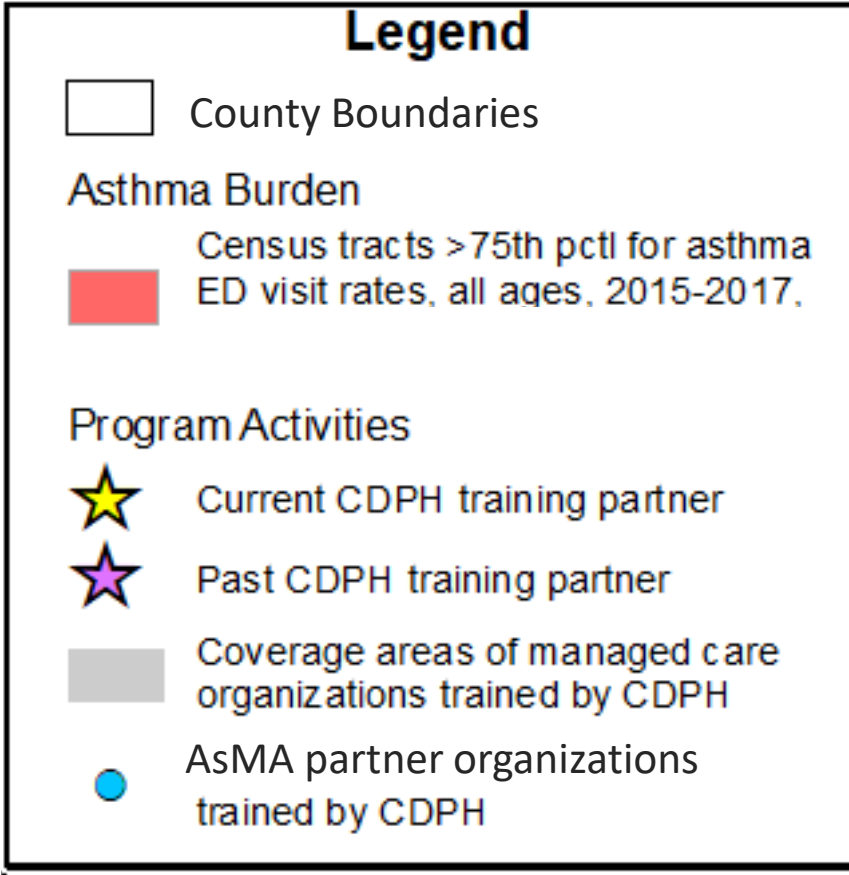 Legend
County Boundaries
Asthma Burden
Census tracts >75th pctl for asthma
ED visit rates, all ages, 2015-2017,
Program Activities
Current CDPH training partner
Past CDPH training partner
Coverage areas of managed care
organizations trained by CDPH
AsMA partner organizations
trained by CDPH